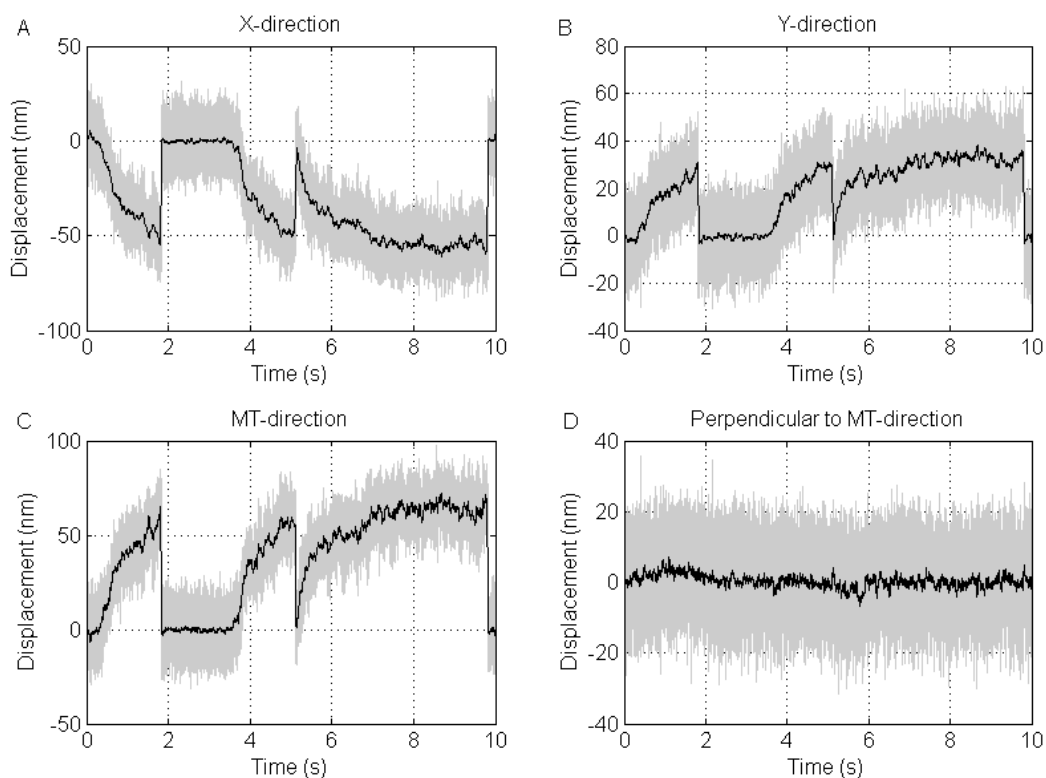 A X-direction
50
0
-50
-100
Displacement (nm)
0 2 4 6 8 10
Time (s)
B Y-direction
80
60
40
20
0
-20
-40
Displacement (nm)
0 2 4 6 8 10
Time (s)
C MT-direction
100
50
0
-50
Displacement (nm)
0 2 4 6 8 10
Time (s)
D Perpendicular to MT-direction
40
20
0
-20
-40
Displacement (nm)
0 2 4 6 8 10
Time (s)